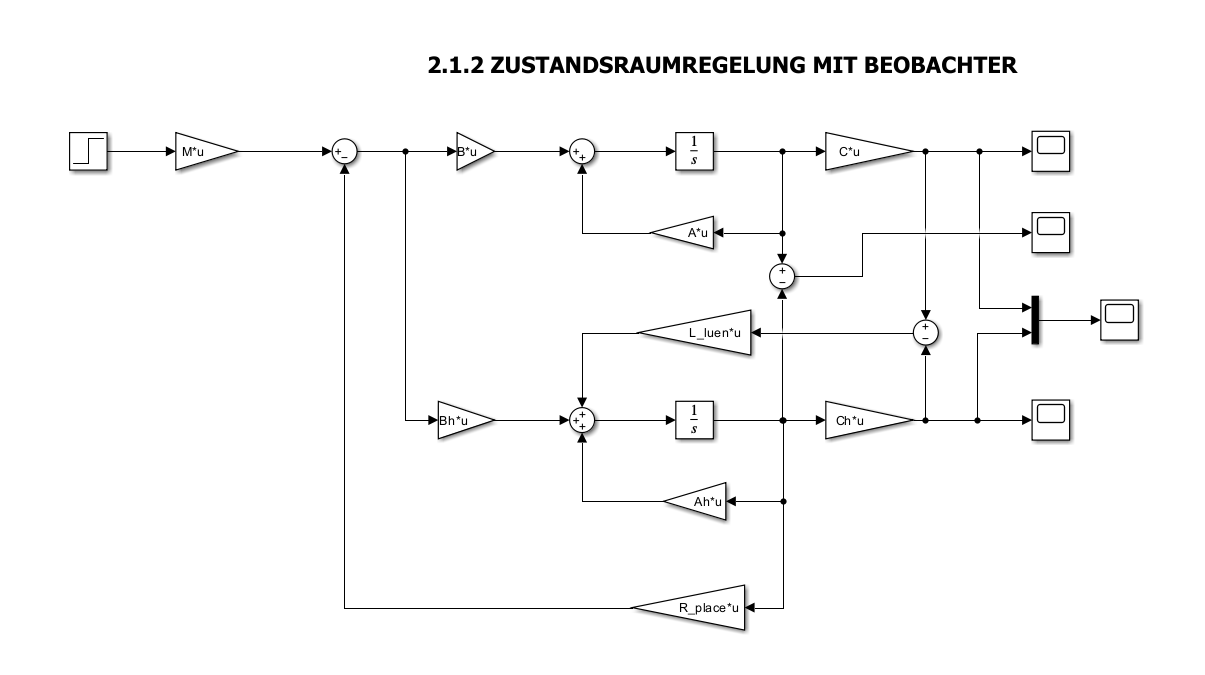 2.1.2 ZUSTANDSRAUMREGELUNG MIT BEOBACHTER
M*u
B*u
1
s
C*u
A*u
L_luen*u
Bh*u
1
s
Ch*u
Ah*u
R_place*u